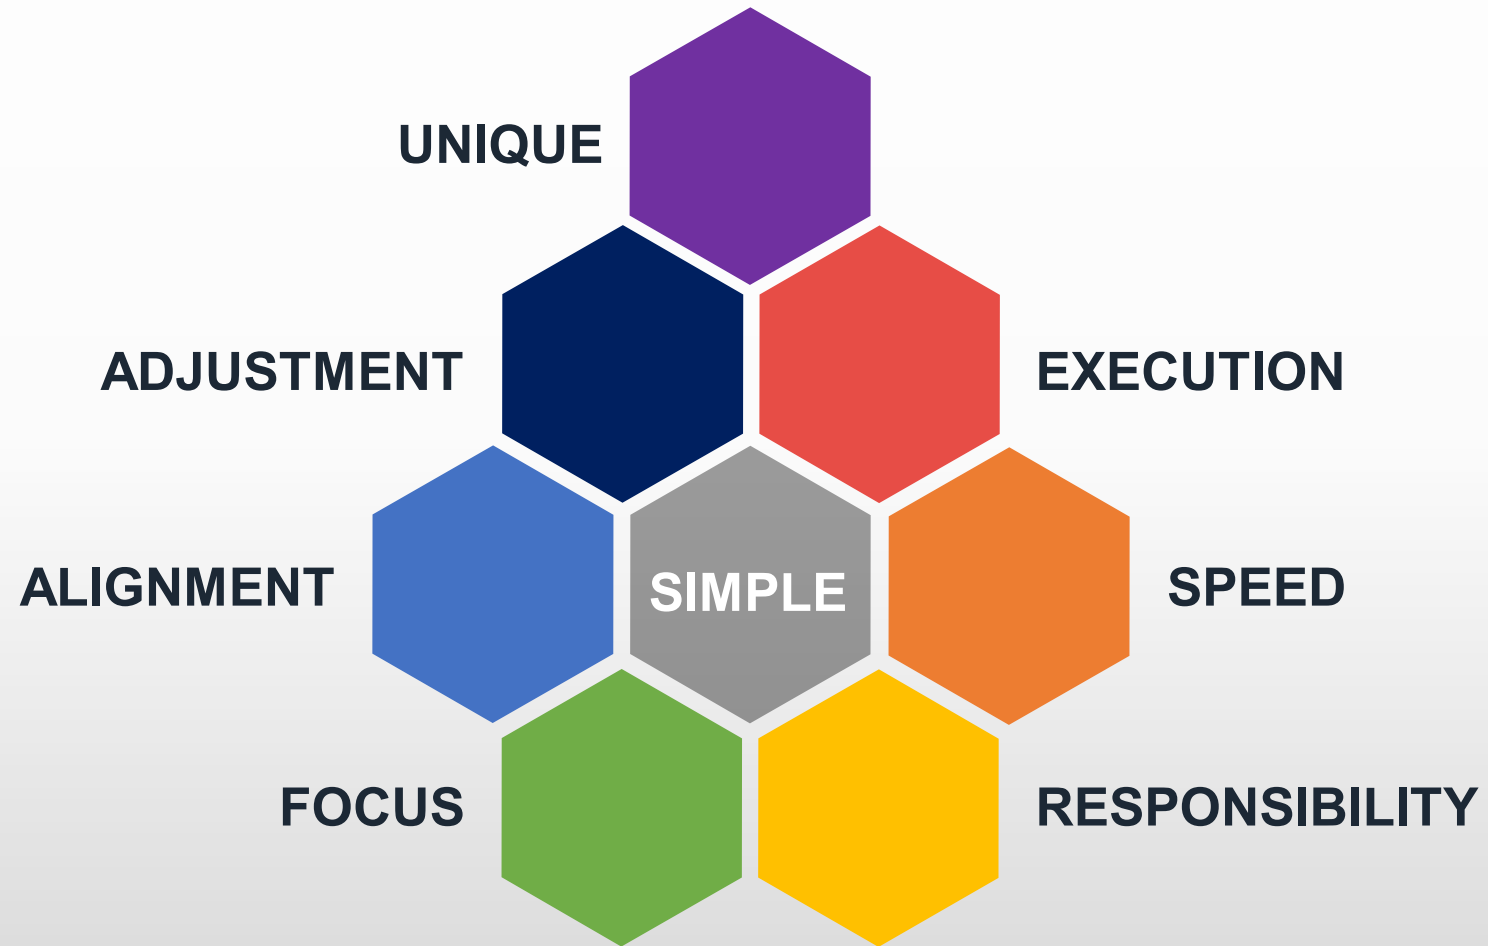 UNIQUE
ADJUSTMENT
EXECUTION
ALIGNMENT
SIMPLE
SPEED
FOCUS
RESPONSIBILITY